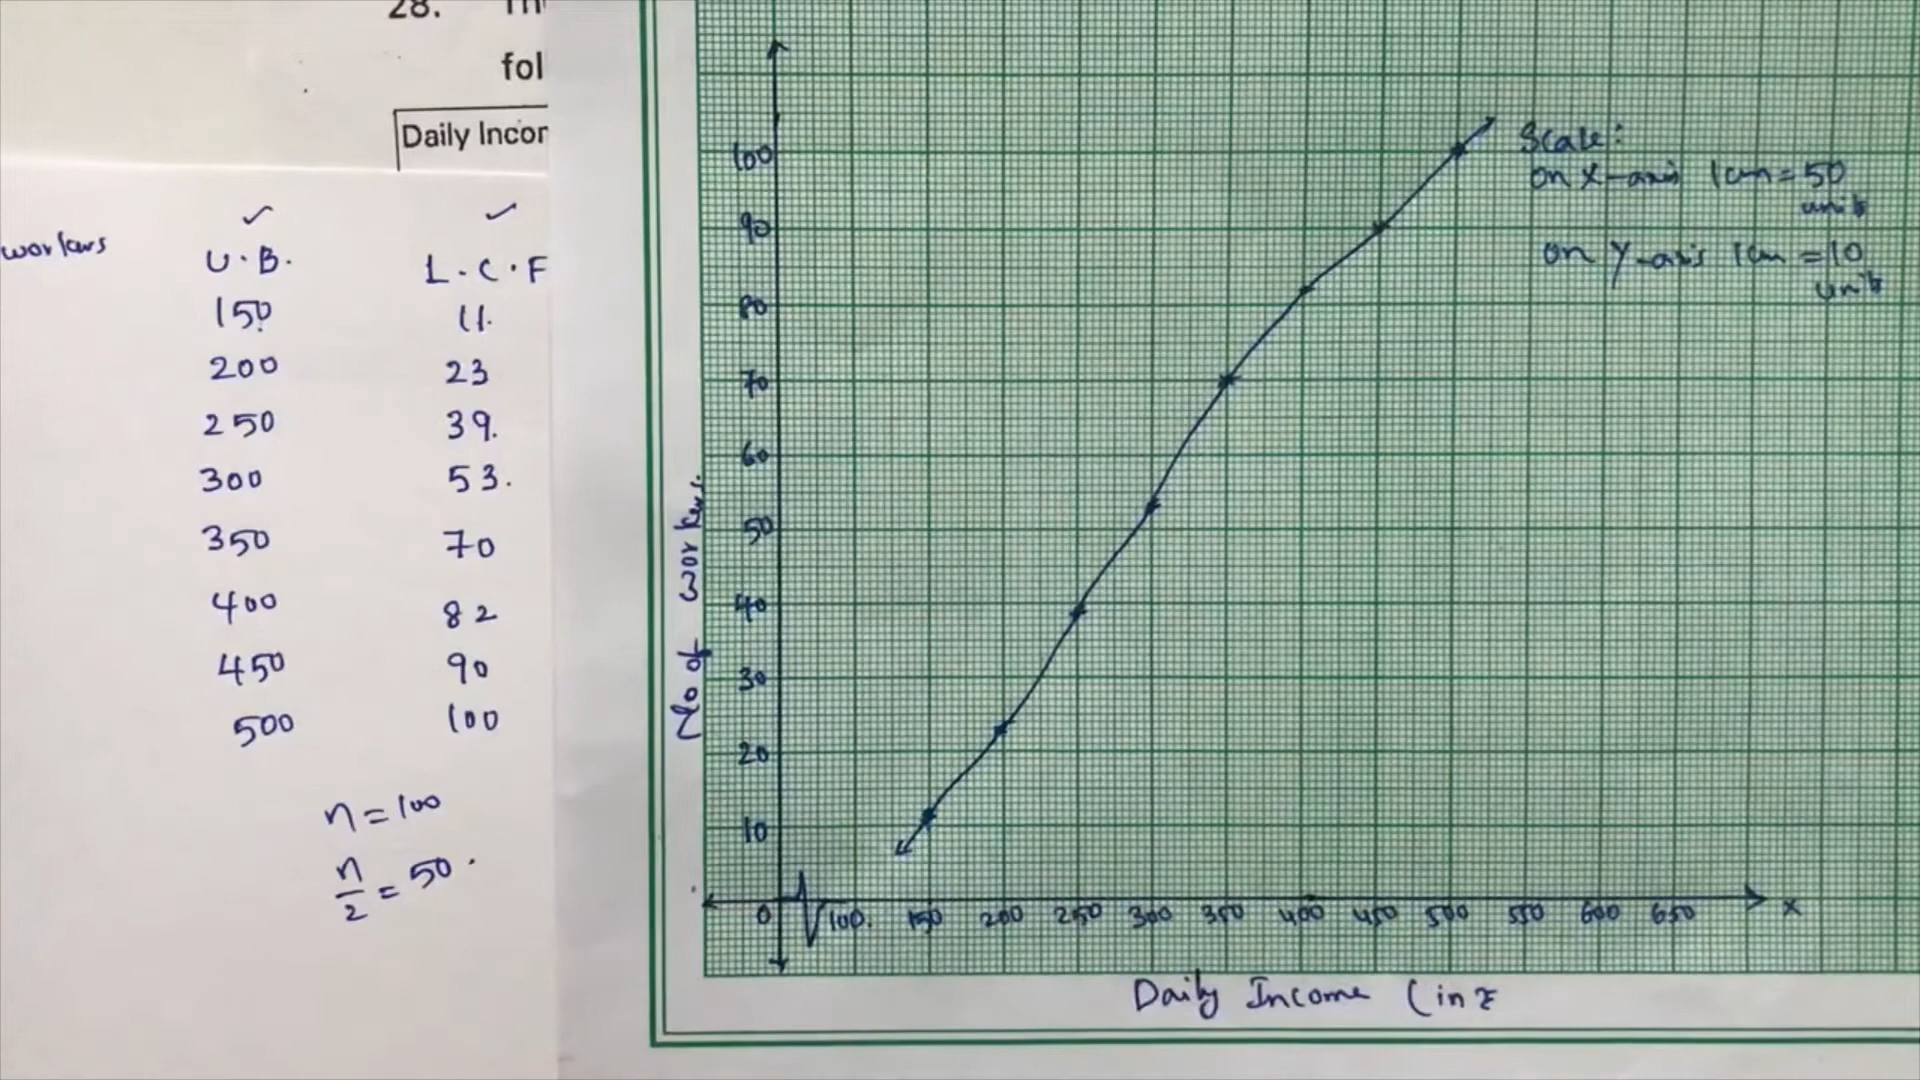 28. Th
fol
Daily Incor
workers
U.B. L.C.F
150 11.
200 23
250 39.
300 53.
350 70
400 82
450 90
500 100
n=100
n/2 = 50.
Scale:
on x-axis 1cm=50
units
on y-axis 1cm=10
units
100
90
80
70
60
50
40
30
20
10
No of workers.
0 100. 150 200 250 300 350 400 450 500 550 600 650 x
Daily Income (in ₹